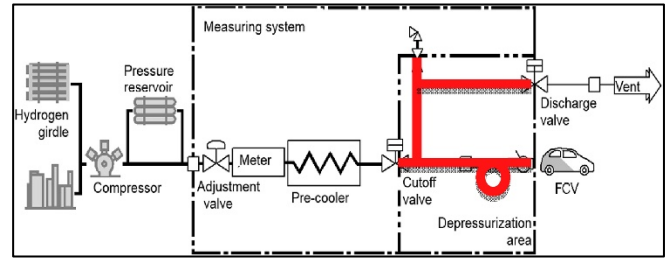 Measuring system
Pressure
reservoir
Hydrogen
girdle
Vent
Discharge
valve
Meter
Compressor
Adjustment
valve
Pre-cooler
Cutoff
valve
FCV
Depressurization
area